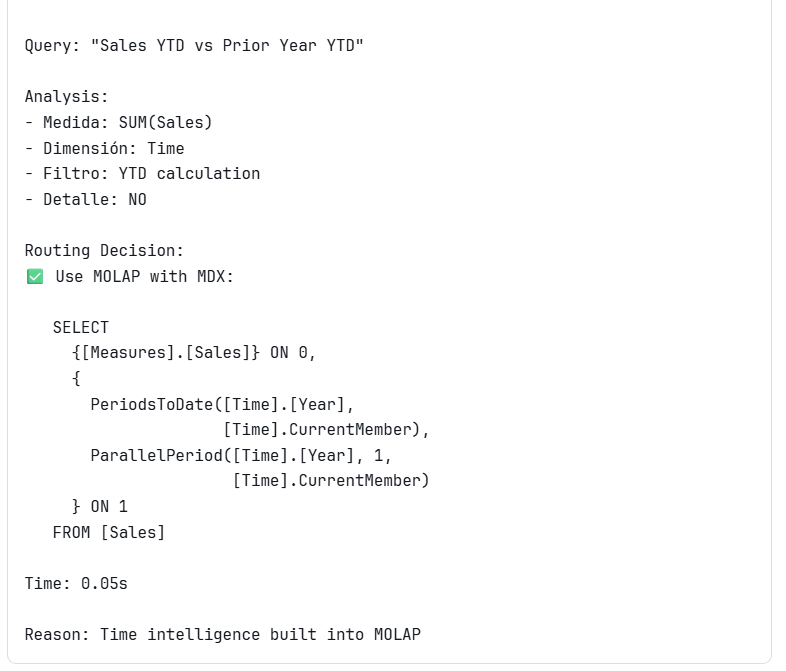 Query: "Sales YTD vs Prior Year YTD"
Analysis:
- Medida: SUM(Sales)
- Dimensión: Time
- Filtro: YTD calculation
- Detalle: NO
Routing Decision:
✅ Use MOLAP with MDX:
SELECT
{[Measures].[Sales]} ON 0,
{
PeriodsToDate([Time].[Year],
[Time].CurrentMember),
ParallelPeriod([Time].[Year], 1,
[Time].CurrentMember)
} ON 1
FROM [Sales]
Time: 0.05s
Reason: Time intelligence built into MOLAP